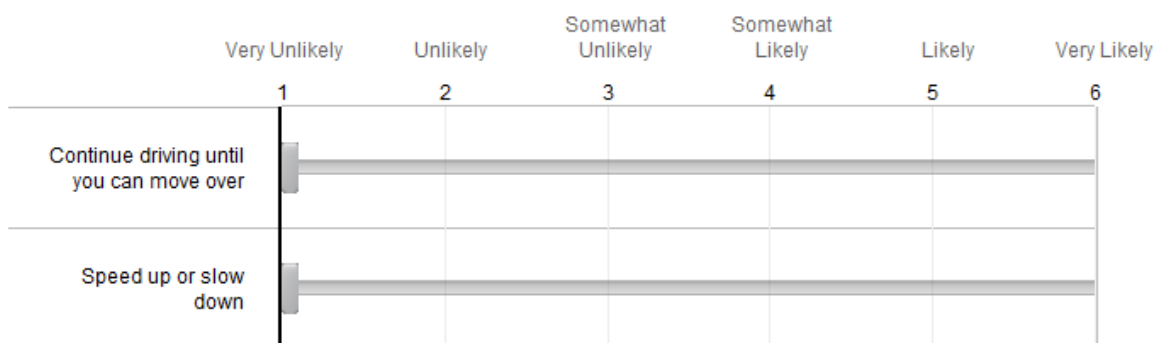 Very Unlikely Unlikely Somewhat Unlikely Somewhat Likely Likely Very Likely
1 2 3 4 5 6
Continue driving until
you can move over
Speed up or slow
down